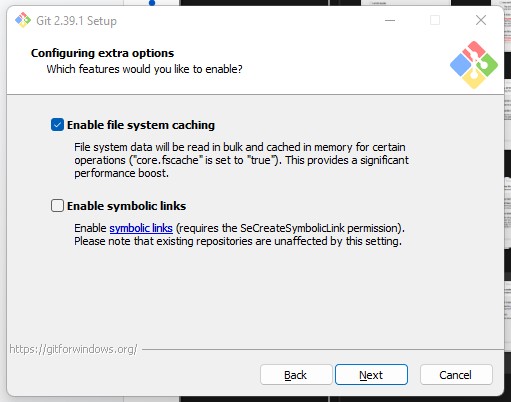 Git 2.39.1 Setup
Configuring extra options
Which features would you like to enable?
Enable file system caching
File system data will be read in bulk and cached in memory for certain
operations ("core.fscache" is set to "true"). This provides a significant
performance boost.
Enable symbolic links
Enable symbolic links (requires the SeCreateSymbolicLink permission).
Please note that existing repositories are unaffected by this setting.
https://gitforwindows.org/
Back Next Cancel